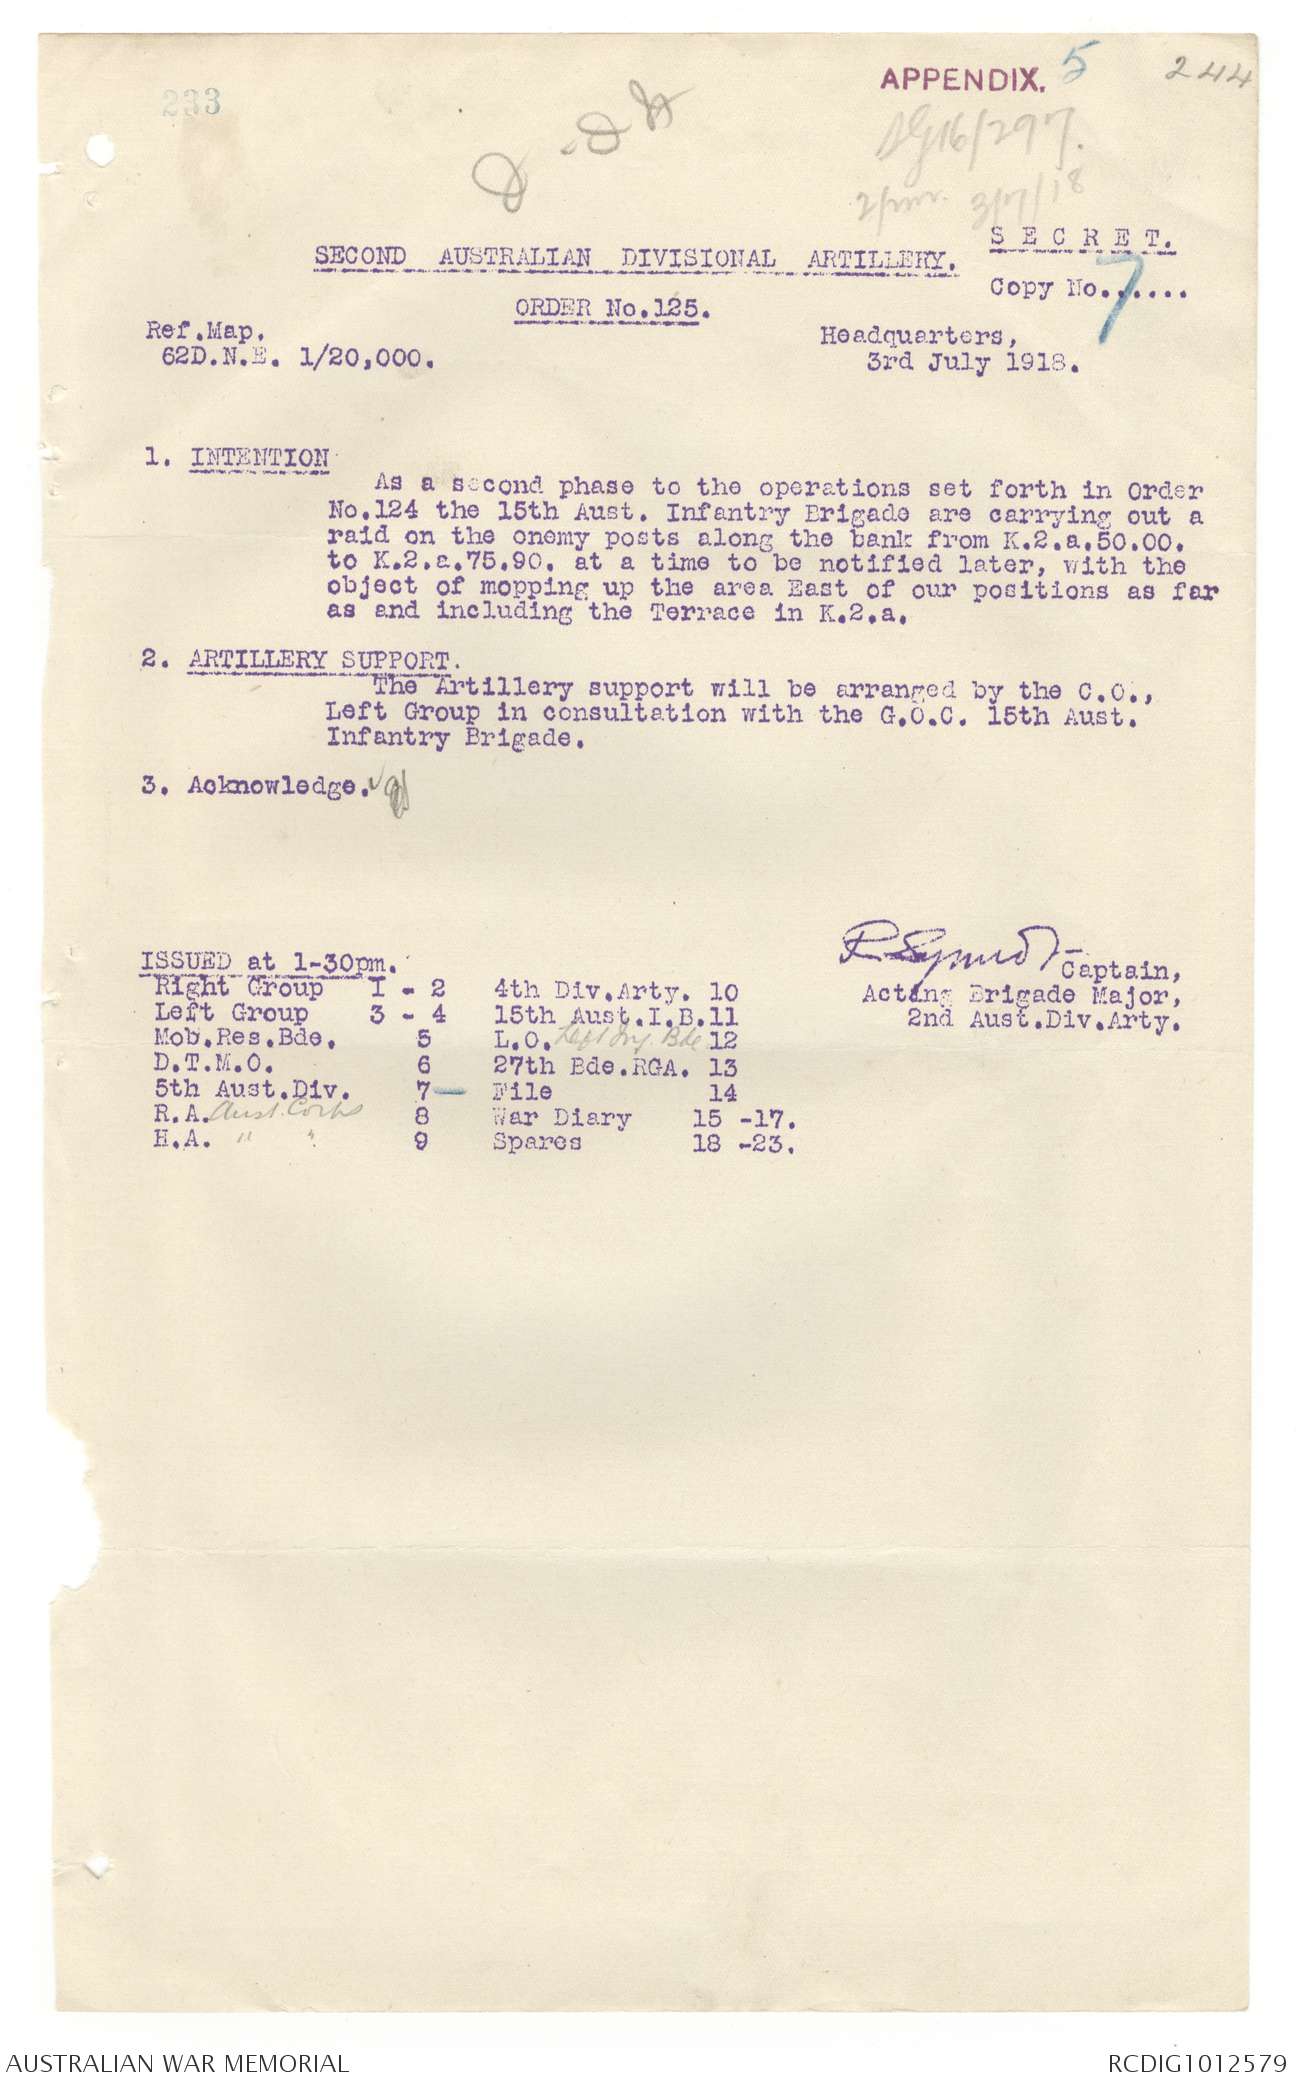 233
APPENDIX. 5
244
SG16/297.
2pm. 3/7/18
S E C R E T.
SECOND AUSTRALIAN DIVISIONAL ARTILLERY.
Copy No. 7......
ORDER No.125.
Ref.Map.
62D.N.E. 1/20,000.
Headquarters,
3rd July 1918.
1. INTENTION
As a second phase to the operations set forth in Order
No.124 the 15th Aust. Infantry Brigade are carrying out a
raid on the enemy posts along the bank from K.2.a.50.00.
to K.2.a.75.90. at a time to be notified later, with the
object of mopping up the area East of our positions as far
as and including the Terrace in K.2.a.
2. ARTILLERY SUPPORT.
The Artillery support will be arranged by the C.O.,
Left Group in consultation with the G.O.C. 15th Aust.
Infantry Brigade.
3. Acknowledge.
ISSUED at 1-30pm.
Captain,
Acting Brigade Major,
2nd Aust.Div.Arty.
Right Group I - 2 4th Div.Arty. 10
Left Group 3 - 4 15th Aust.I.B.11
Mob.Res.Bde. 5 L.O. Left Inf. Bde 12
D.T.M.O. 6 27th Bde.RGA. 13
5th Aust.Div. 7 File 14
R.A. Aust. Corps 8 War Diary 15 -17.
H.A. " " 9 Spares 18 -23.
AUSTRALIAN WAR MEMORIAL
RCDIG1012579